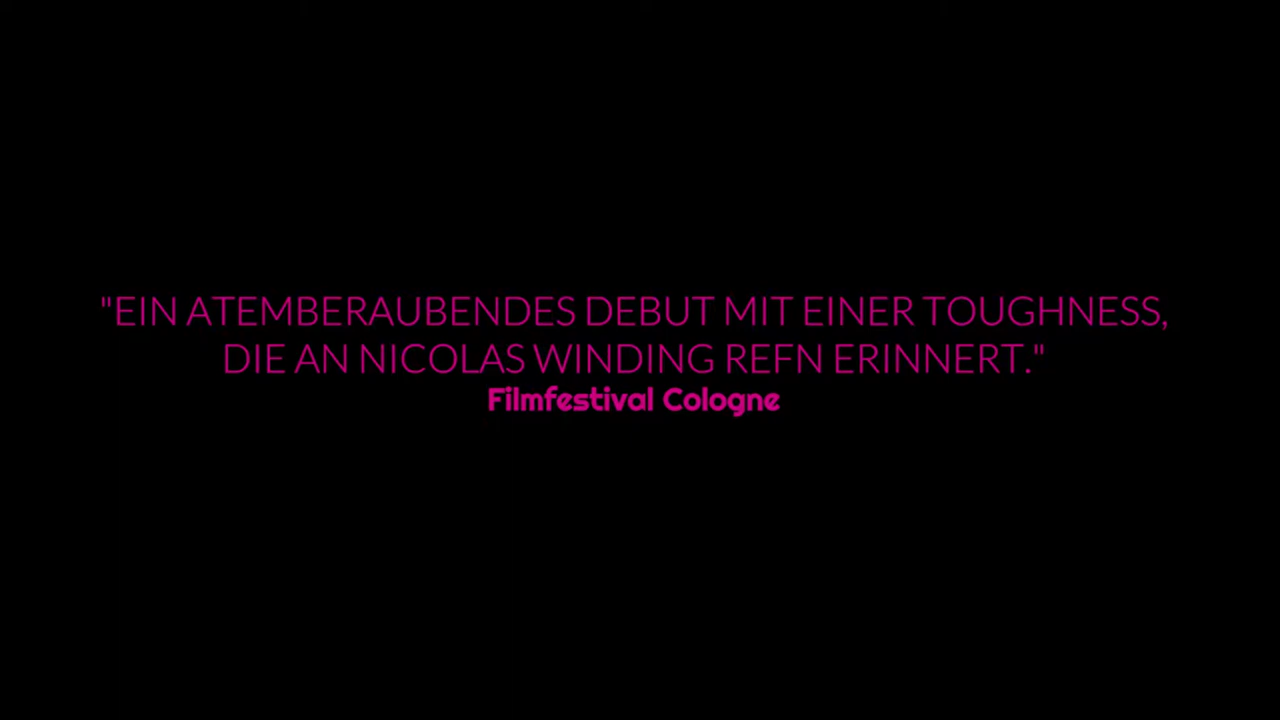 "EIN ATEMBERAUBENDES DEBUT MIT EINER TOUGHNESS,
DIE AN NICOLAS WINDING REFN ERINNERT."
Filmfestival Cologne